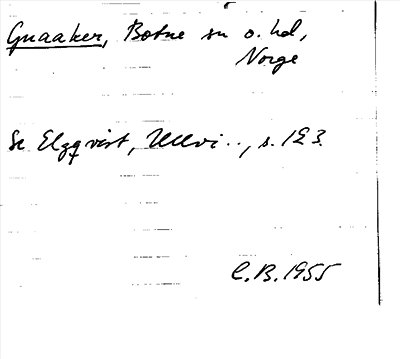 Gnaaker, Botne sn o. hd,
Norge
Se Elgqvist, Ullvi.., s. 123.
C.B. 1955